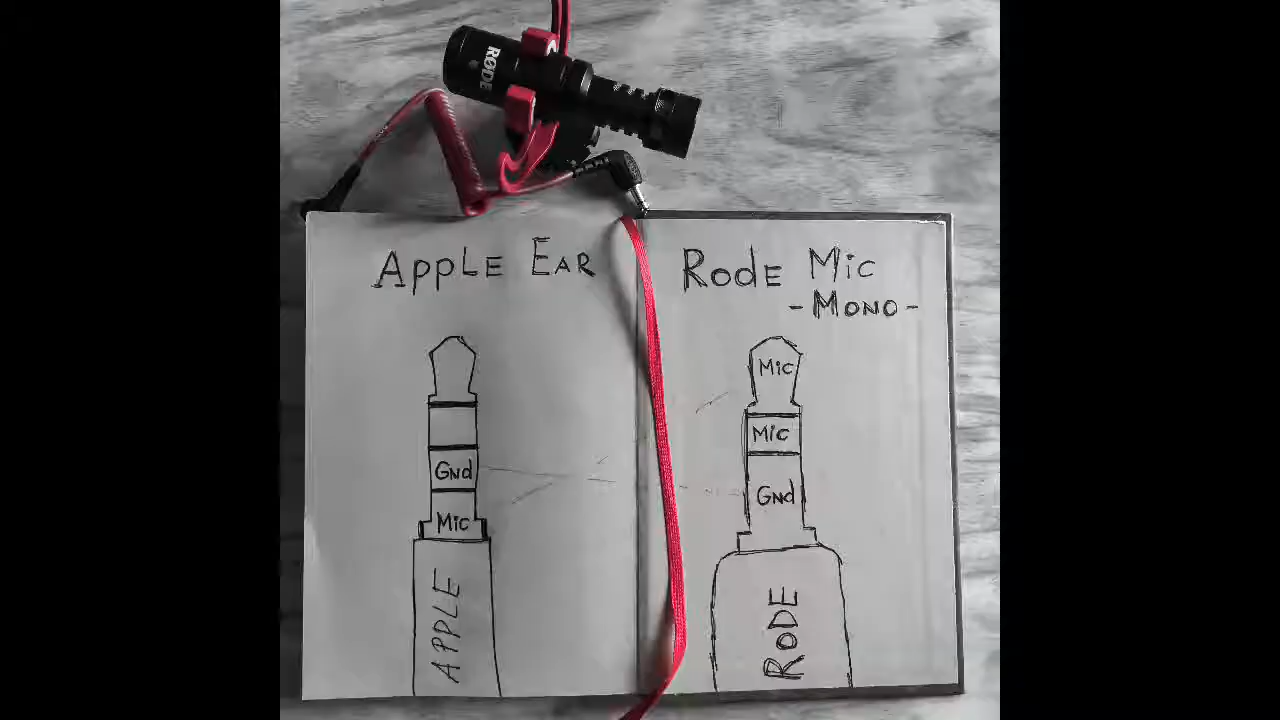 RØDE
Apple Ear
Rode Mic
- Mono -
Mic
Mic
Gnd
Gnd
Mic
APPLE
RODE